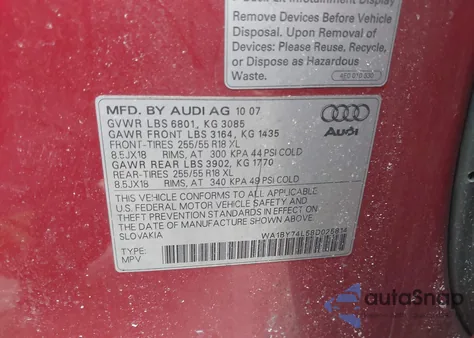 Remove Devices Before Vehicle
Disposal. Upon Removal of
Devices: Please Reuse, Recycle,
or Dispose as Hazardous
Waste.
4E0 010 030
MFD. BY AUDI AG 10 07
GVWR LBS 6801, KG 3085
GAWR FRONT LBS 3164, KG 1435
FRONT-TIRES 255/55 R18 XL
8.5JX18 RIMS, AT 300 KPA 44 PSI COLD
GAWR REAR LBS 3902, KG 1770
REAR-TIRES 255/55 R18 XL
8.5JX18 RIMS, AT 340 KPA 49 PSI COLD
THIS VEHICLE CONFORMS TO ALL APPLICABLE
U.S. FEDERAL MOTOR VEHICLE SAFETY AND
THEFT PREVENTION STANDARDS IN EFFECT ON
THE DATE OF MANUFACTURE SHOWN ABOVE.
SLOVAKIA
TYPE:
MPV
Audi
autoSnap